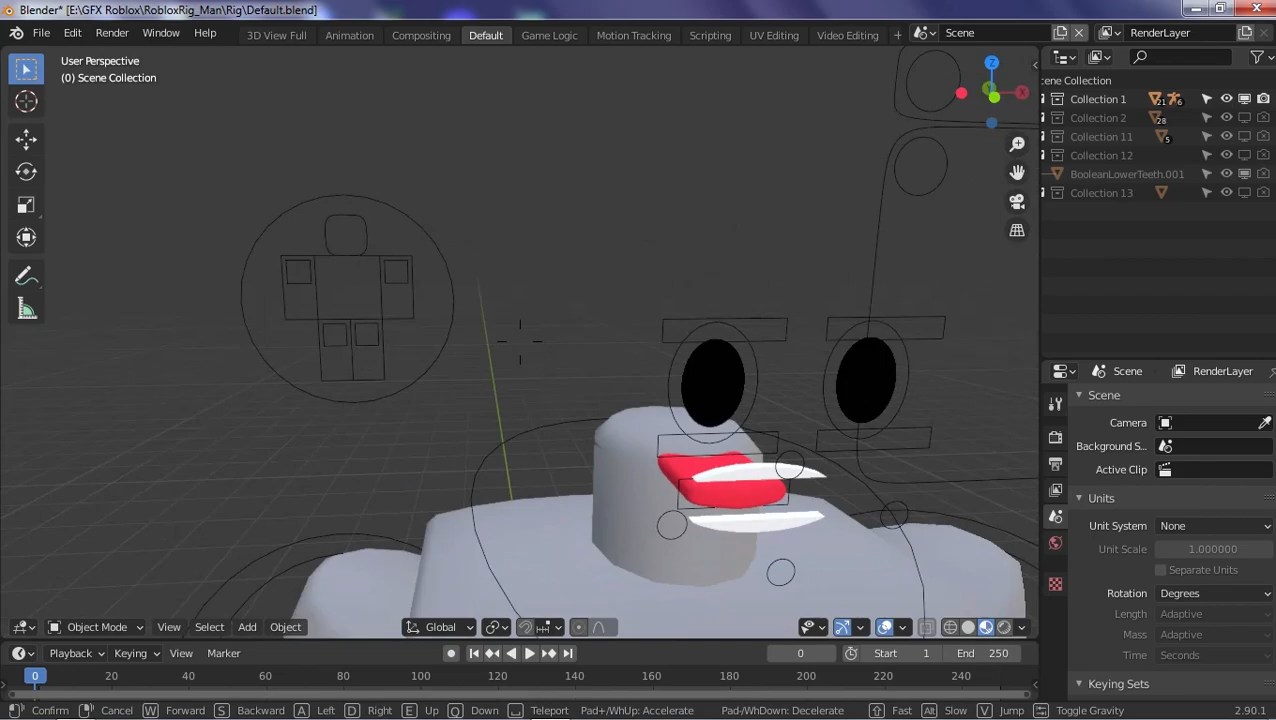 Blender* [E:\GFX Roblox\RobloxRig_Man\Rig\Default.blend]
File Edit Render Window Help 3D View Full Animation Compositing Default Game Logic Motion Tracking Scripting UV Editing Video Editing + Scene RenderLayer
User Perspective
(0) Scene Collection
Z
X
cene Collection
Collection 1 21 6
Collection 2 28
Collection 11 5
Collection 12
BooleanLowerTeeth.001
Collection 13
Scene RenderLayer
Scene
Camera
Background S...
Active Clip
Units
Unit System None
Unit Scale 1.000000
Separate Units
Rotation Degrees
Length Adaptive
Mass Adaptive
Time Seconds
Keying Sets
Object Mode View Select Add Object Global
Playback Keying View Marker 0 Start 1 End 250
0 20 40 60 80 100 120 140 160 180 200 220 240
Confirm Cancel W Forward S Backward A Left D Right E Up Q Down Teleport Pad+/WhUp: Accelerate Pad-/WhDown: Decelerate Fast Alt Slow V Jump Toggle Gravity 2.90.1